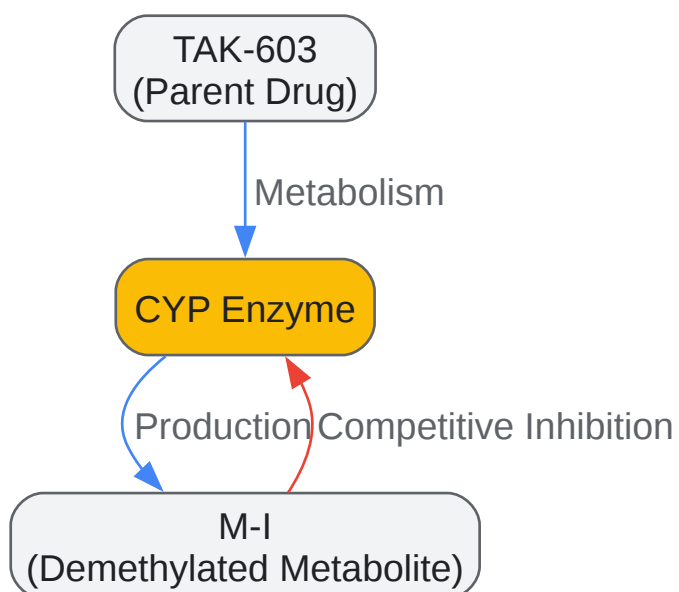 TAK-603
(Parent Drug)
Metabolism
CYP Enzyme
Production
Competitive Inhibition
M-I
(Demethylated Metabolite)